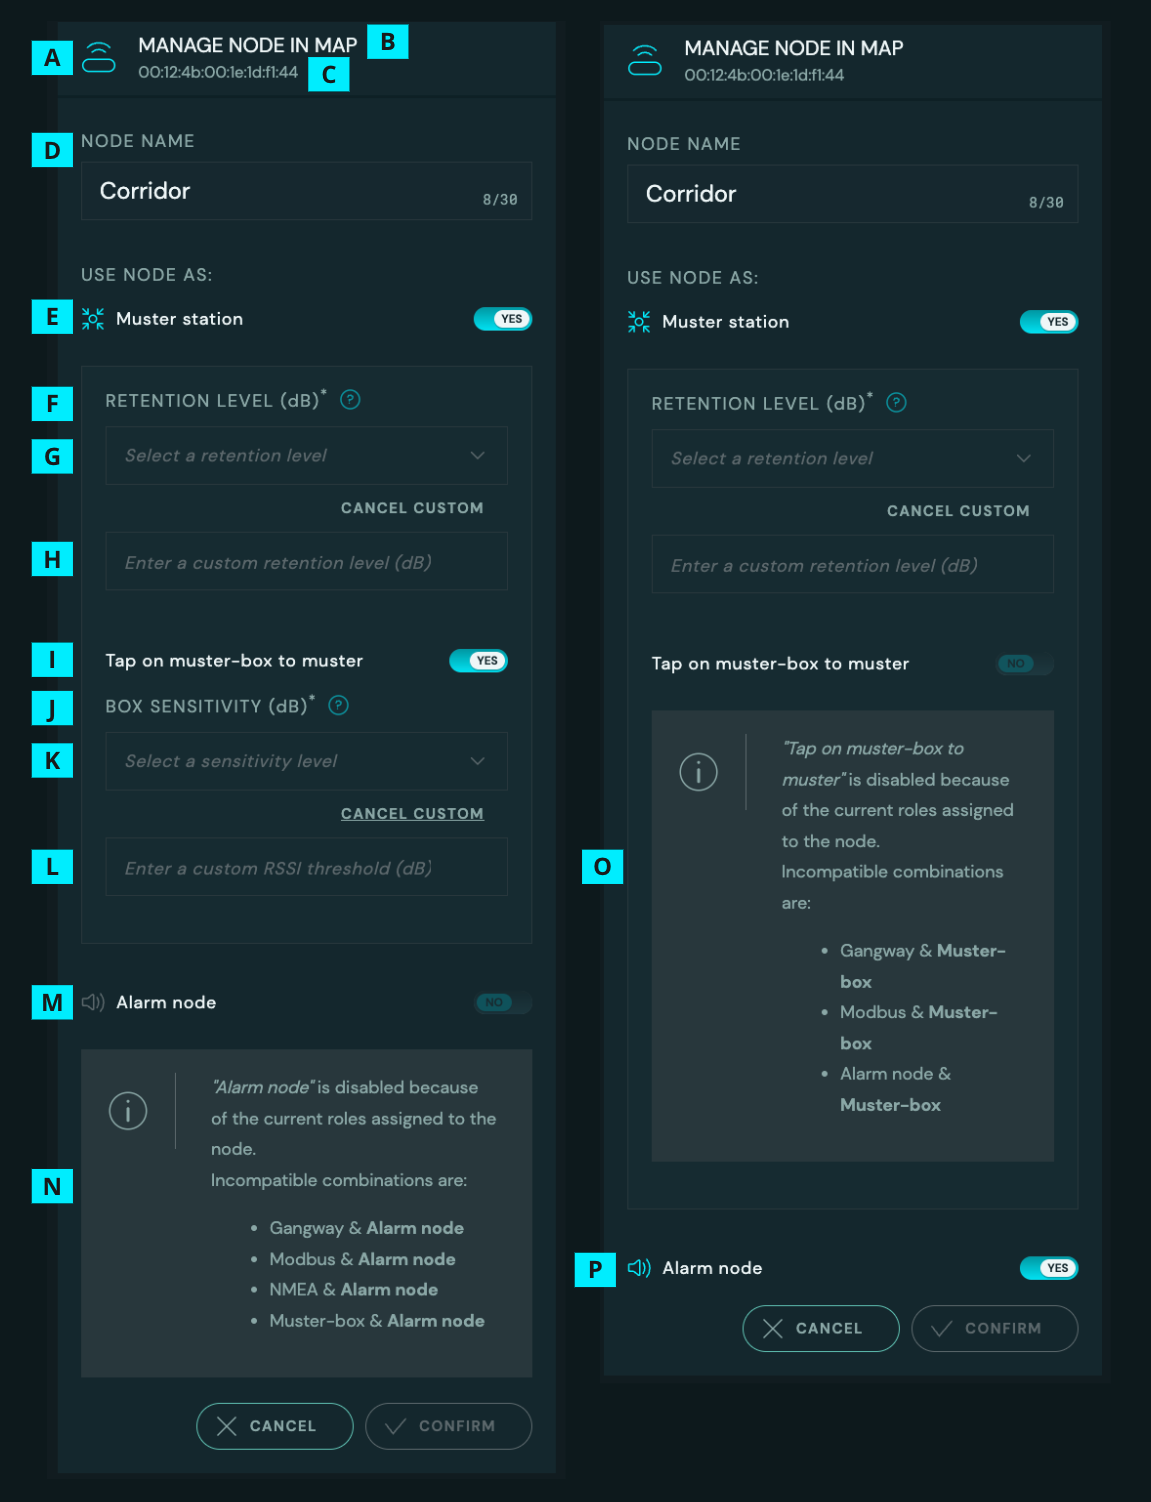 A
MANAGE NODE IN MAP
B
00:12:4b:00:1e:1d:f1:44
C
D
NODE NAME
Corridor
8/30
USE NODE AS:
E
Muster station
YES
F
RETENTION LEVEL (dB)*
?
G
Select a retention level
CANCEL CUSTOM
H
Enter a custom retention level (dB)
I
Tap on muster-box to muster
YES
J
BOX SENSITIVITY (dB)*
?
K
Select a sensitivity level
CANCEL CUSTOM
L
Enter a custom RSSI threshold (dB)
M
Alarm node
NO
N
i
"Alarm node" is disabled because
of the current roles assigned to the
node.
Incompatible combinations are:
• Gangway & Alarm node
• Modbus & Alarm node
• NMEA & Alarm node
• Muster-box & Alarm node
CANCEL
CONFIRM
MANAGE NODE IN MAP
00:12:4b:00:1e:1d:f1:44
NODE NAME
Corridor
8/30
USE NODE AS:
Muster station
YES
RETENTION LEVEL (dB)*
?
Select a retention level
CANCEL CUSTOM
Enter a custom retention level (dB)
Tap on muster-box to muster
NO
O
i
"Tap on muster-box to
muster" is disabled because
of the current roles assigned
to the node.
Incompatible combinations
are:
• Gangway & Muster-
box
• Modbus & Muster-
box
• Alarm node &
Muster-box
P
Alarm node
YES
CANCEL
CONFIRM